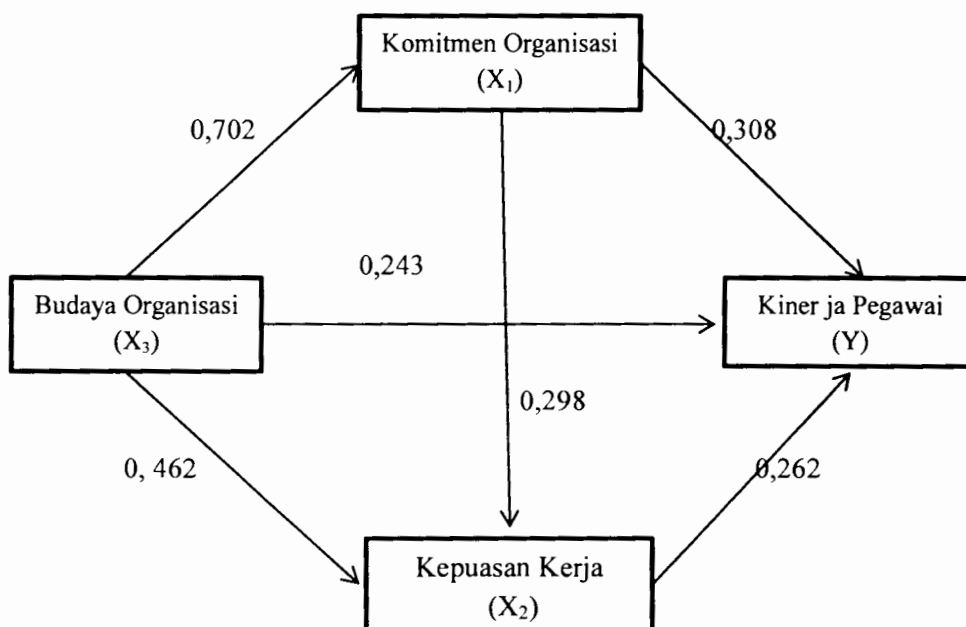 Komitmen Organisasi
(X₁)
0,702
0,308
0,243
Budaya Organisasi
(X₃)
Kiner ja Pegawai
(Y)
0,298
0, 462
0,262
Kepuasan Kerja
(X₂)